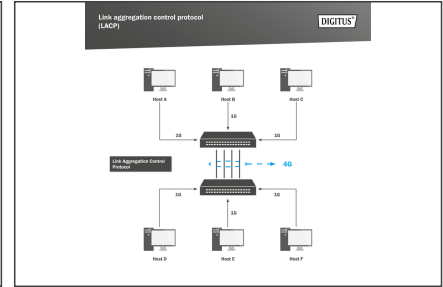 Link aggregation control protocol
(LACP)
DIGITUS®
Host A
Host B
Host C
1G
1G
1G
Link Aggregation Control
Protocol
4G
1G
1G
1G
Host D
Host E
Host F